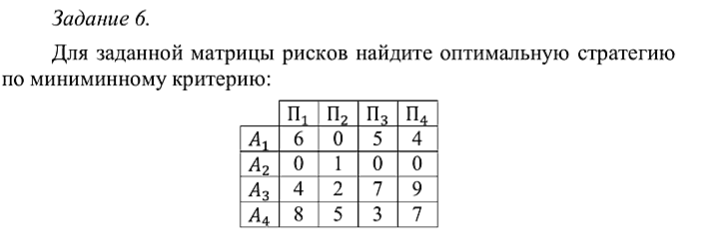 Задание 6.
Для заданной матрицы рисков найдите оптимальную стратегию
по миниминному критерию:
П₁ П₂ П₃ П₄
A₁ 6 0 5 4
A₂ 0 1 0 0
A₃ 4 2 7 9
A₄ 8 5 3 7